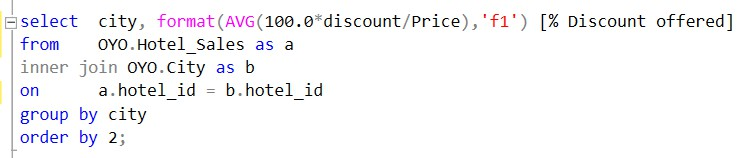 select  city, format(AVG(100.0*discount/Price),'f1') [% Discount offered]
from    OYO.Hotel_Sales as a
inner join OYO.City as b
on      a.hotel_id = b.hotel_id
group by city
order by 2;